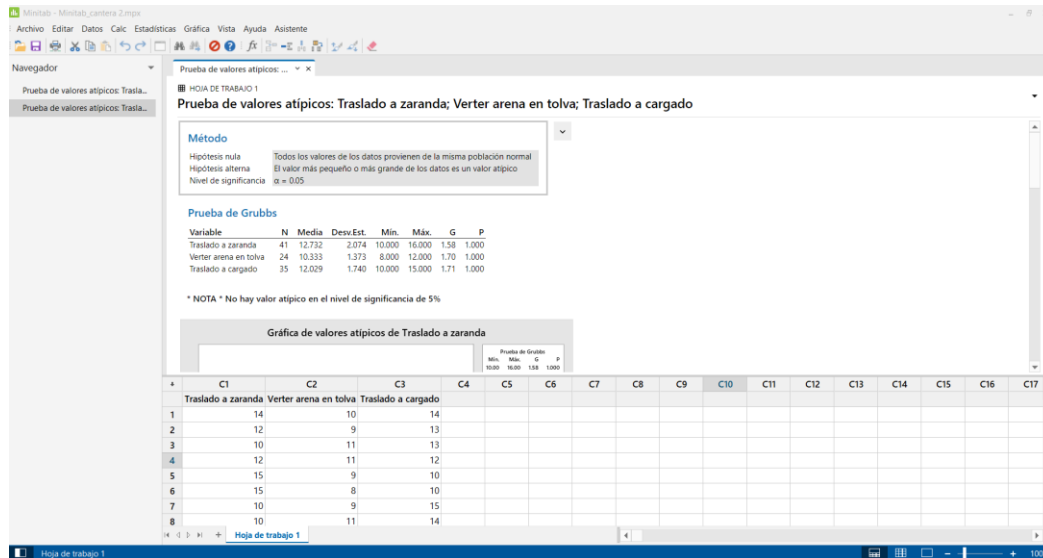 Minitab - Minitab_cantera 2.mpx
Archivo Editar Datos Calc Estadísticas Gráfica Vista Ayuda Asistente
Navegador
Prueba de valores atípicos: ...
Prueba de valores atípicos: Trasla...
Prueba de valores atípicos: Trasla...
HOJA DE TRABAJO 1
Prueba de valores atípicos: Traslado a zaranda; Verter arena en tolva; Traslado a cargado
Método
Hipótesis nula Todos los valores de los datos provienen de la misma población normal
Hipótesis alterna El valor más pequeño o más grande de los datos es un valor atípico
Nivel de significancia α = 0.05
Prueba de Grubbs
Variable N Media Desv.Est. Mín. Máx. G P
Traslado a zaranda 41 12.732 2.074 10.000 16.000 1.58 1.000
Verter arena en tolva 24 10.333 1.373 8.000 12.000 1.70 1.000
Traslado a cargado 35 12.029 1.740 10.000 15.000 1.71 1.000
* NOTA * No hay valor atípico en el nivel de significancia de 5%
Gráfica de valores atípicos de Traslado a zaranda
Prueba de Grubbs
Mín. Máx. G P
10.00 16.00 1.58 1.000
C1 C2 C3 C4 C5 C6 C7 C8 C9 C10 C11 C12 C13 C14 C15 C16 C17
Traslado a zaranda Verter arena en tolva Traslado a cargado
1 14 10 14
2 12 9 13
3 10 11 13
4 12 11 12
5 15 9 10
6 15 8 10
7 10 9 15
8 10 11 14
Hoja de trabajo 1
Hoja de trabajo 1
100